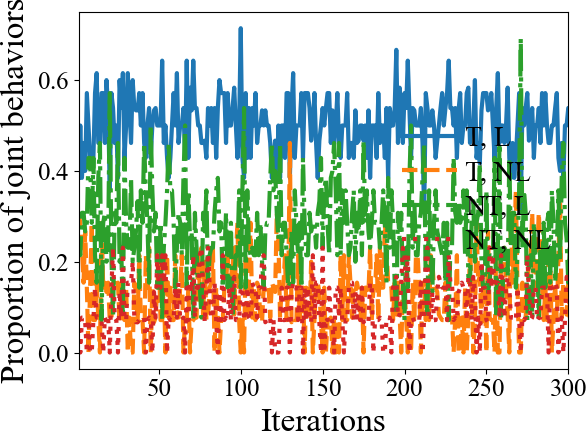 Proportion of joint behaviors
0.6
0.4
0.2
0.0
T, L
T, NL
NT, L
NT, NL
50
100
150
200
250
300
Iterations